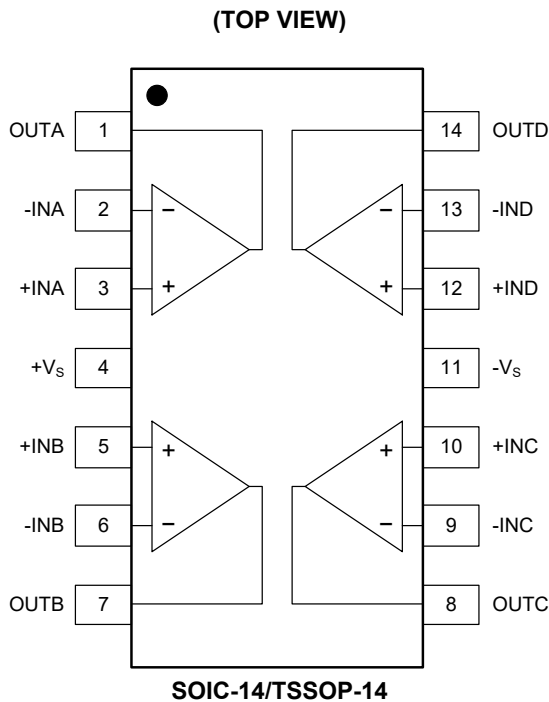 (TOP VIEW)
OUTA 1 14 OUTD
-INA 2 − − 13 -IND
+INA 3 + + 12 +IND
+VS 4 11 -VS
+INB 5 + + 10 +INC
-INB 6 − − 9 -INC
OUTB 7 8 OUTC
SOIC-14/TSSOP-14